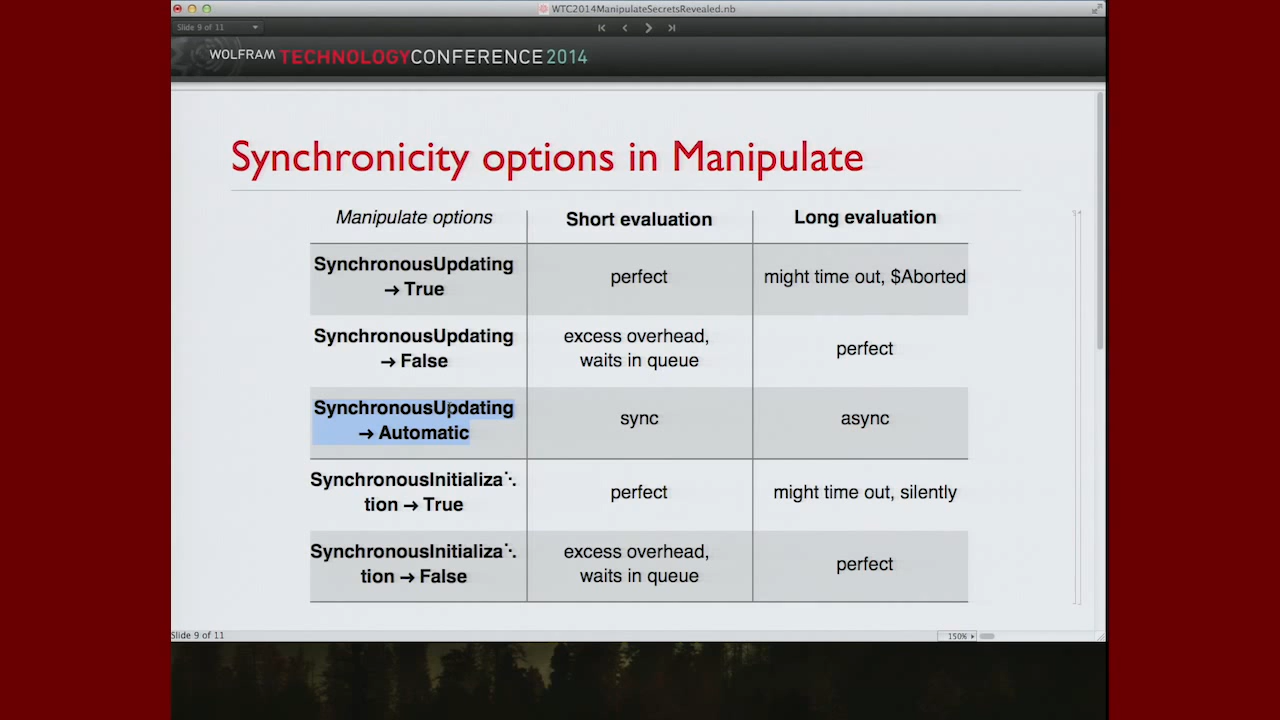 WTC2014ManipulateSecretsRevealed.nb
Slide 9 of 11
WOLFRAM TECHNOLOGYCONFERENCE 2014
Synchronicity options in Manipulate
Manipulate options Short evaluation Long evaluation
SynchronousUpdating
→ True
perfect
might time out, $Aborted
SynchronousUpdating
→ False
excess overhead,
waits in queue
perfect
SynchronousUpdating
→ Automatic
sync
async
SynchronousInitializa⋱
tion → True
perfect
might time out, silently
SynchronousInitializa⋱
tion → False
excess overhead,
waits in queue
perfect
Slide 9 of 11
150%